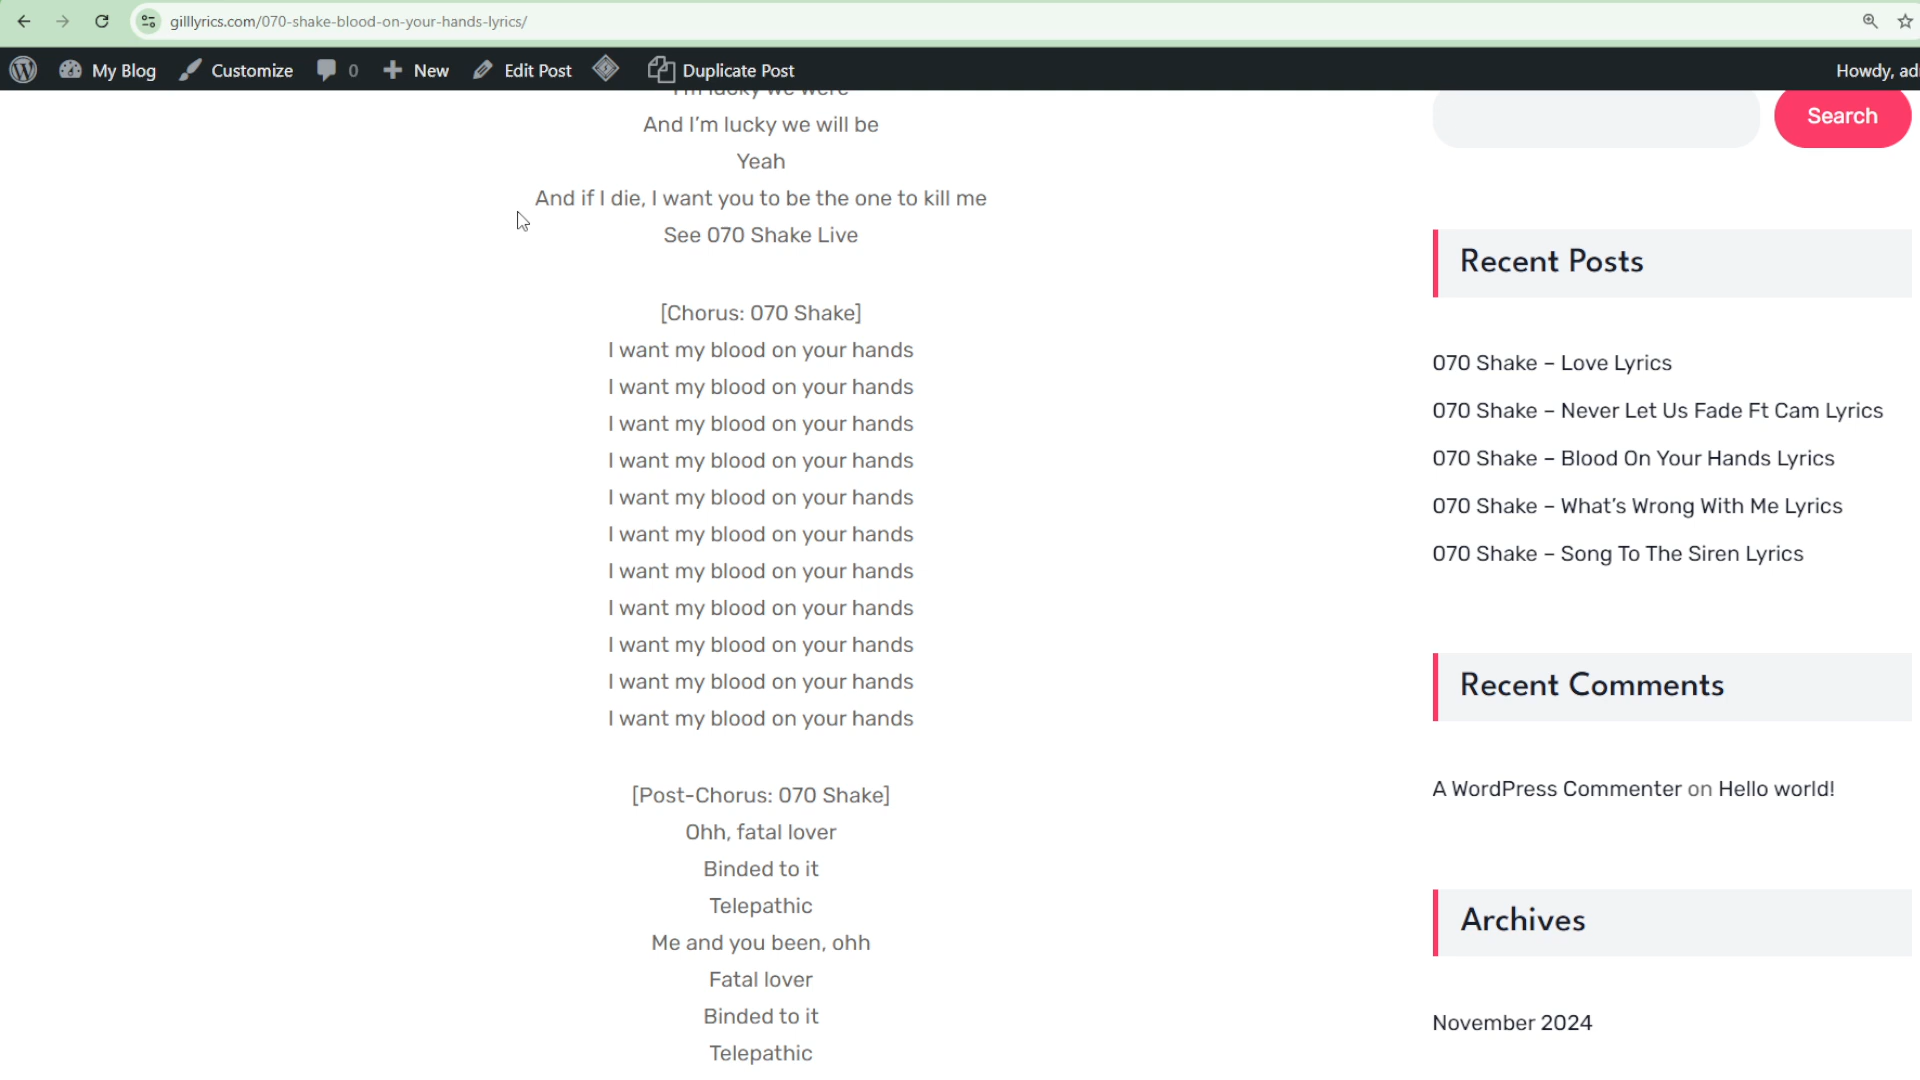 gilllyrics.com/070-shake-blood-on-your-hands-lyrics/
My Blog
Customize
0
New
Edit Post
Duplicate Post
Howdy,
I'm lucky we were
And I'm lucky we will be
Yeah
And if I die, I want you to be the one to kill me
See 070 Shake Live
[Chorus: 070 Shake]
I want my blood on your hands
I want my blood on your hands
I want my blood on your hands
I want my blood on your hands
I want my blood on your hands
I want my blood on your hands
I want my blood on your hands
I want my blood on your hands
I want my blood on your hands
I want my blood on your hands
I want my blood on your hands
[Post-Chorus: 070 Shake]
Ohh, fatal lover
Binded to it
Telepathic
Me and you been, ohh
Fatal lover
Binded to it
Telepathic
Search
Recent Posts
070 Shake – Love Lyrics
070 Shake – Never Let Us Fade Ft Cam Lyrics
070 Shake – Blood On Your Hands Lyrics
070 Shake – What's Wrong With Me Lyrics
070 Shake – Song To The Siren Lyrics
Recent Comments
A WordPress Commenter on Hello world!
Archives
November 2024